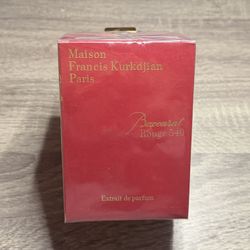 Maison
Francis Kurkdjian
Paris
Baccarat
Rouge 540
Extrait de parfum